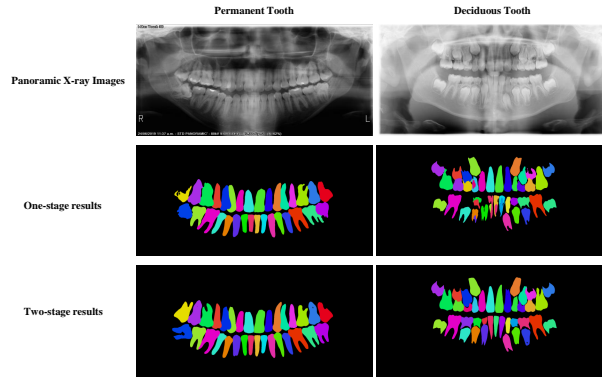 Permanent Tooth
Deciduous Tooth
Panoramic X-ray Images
R
L
One-stage results
Two-stage results